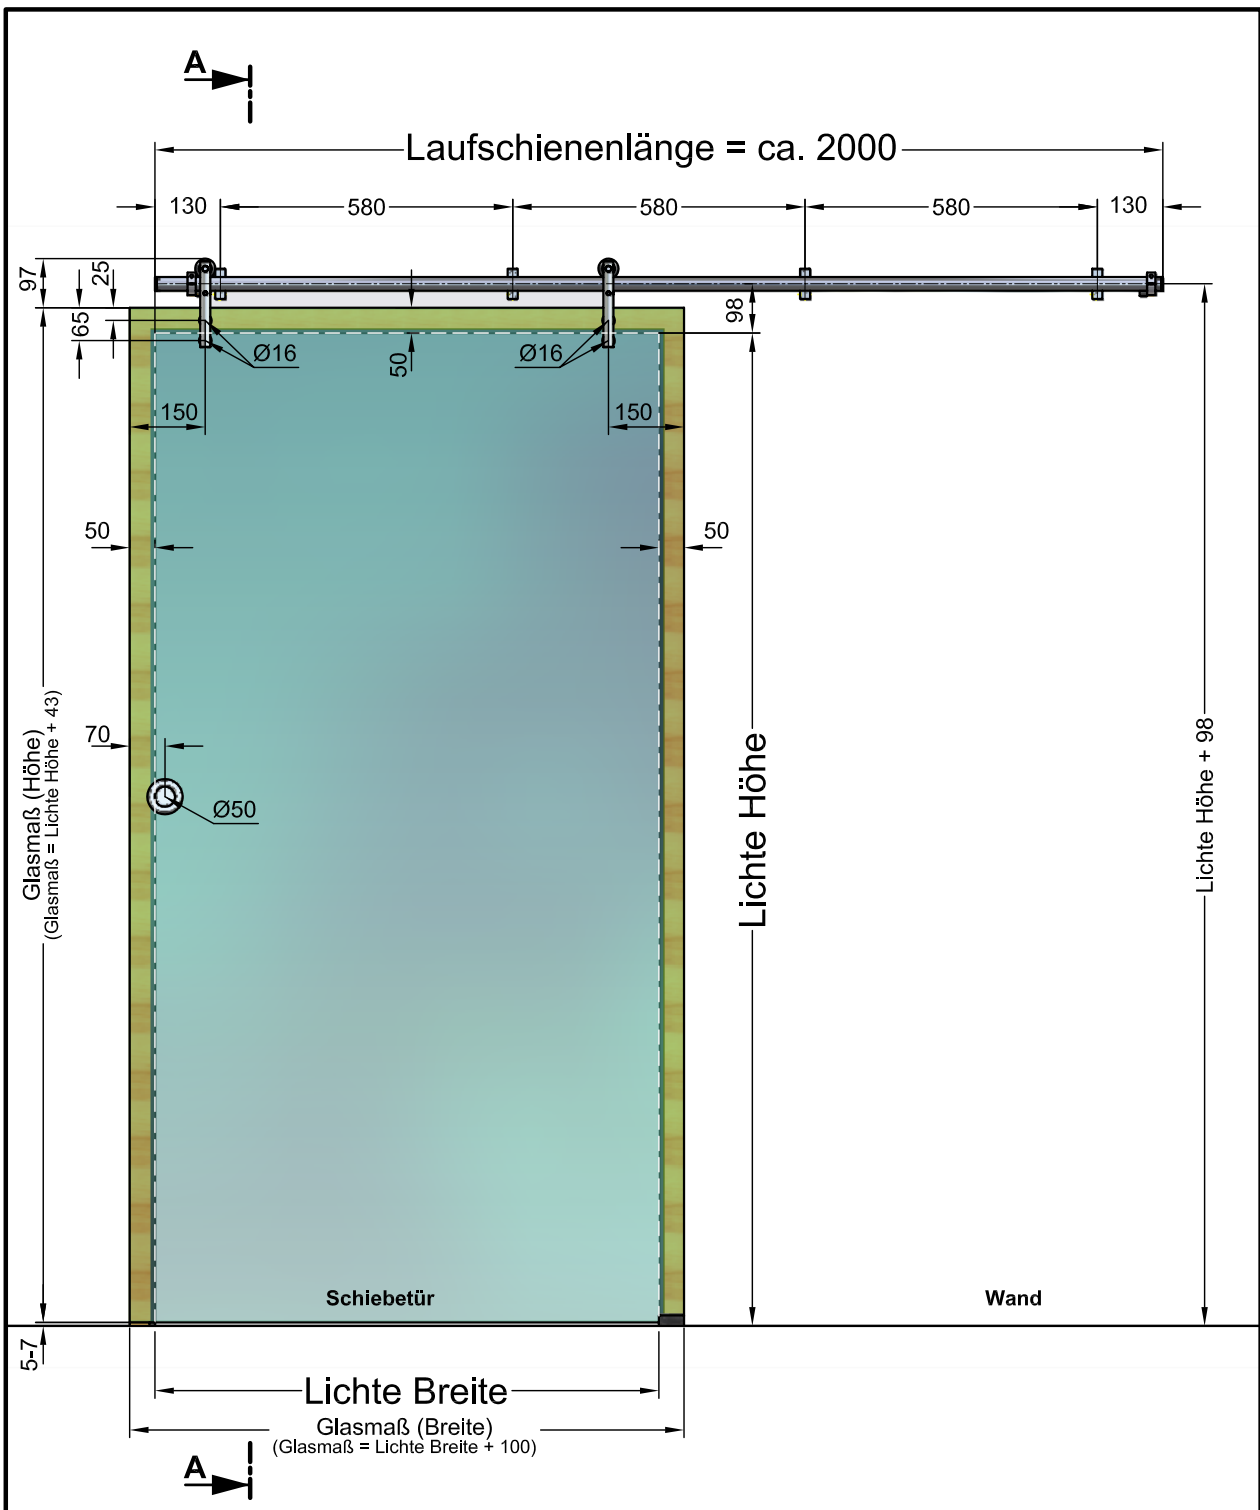 A
Laufschienenlänge = ca. 2000
130
580
580
580
130
97
25
65
98
Ø16
50
Ø16
150
150
50
50
70
Ø50
Glasmaß (Höhe)
(Glasmaß = Lichte Höhe + 43)
Lichte Höhe
Lichte Höhe + 98
Schiebetür
Wand
5-7
Lichte Breite
Glasmaß (Breite)
(Glasmaß = Lichte Breite + 100)
A